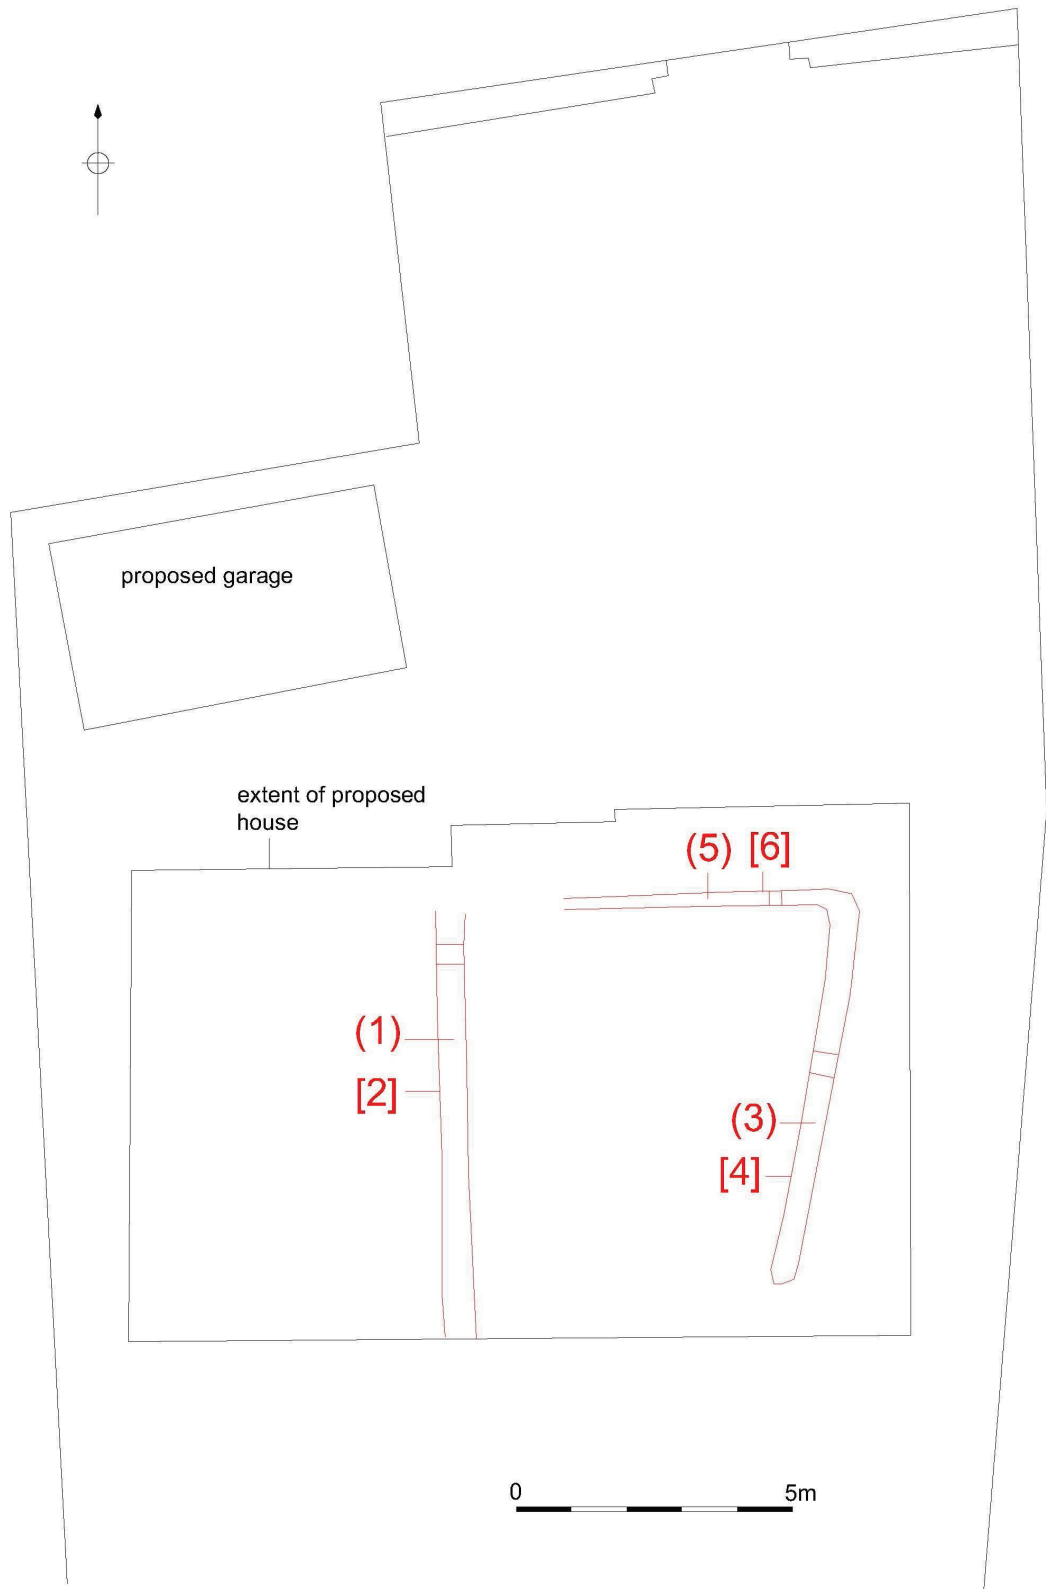 proposed garage
extent of proposed
house
(5) [6]
(1)
[2]
(3)
[4]
0 5m